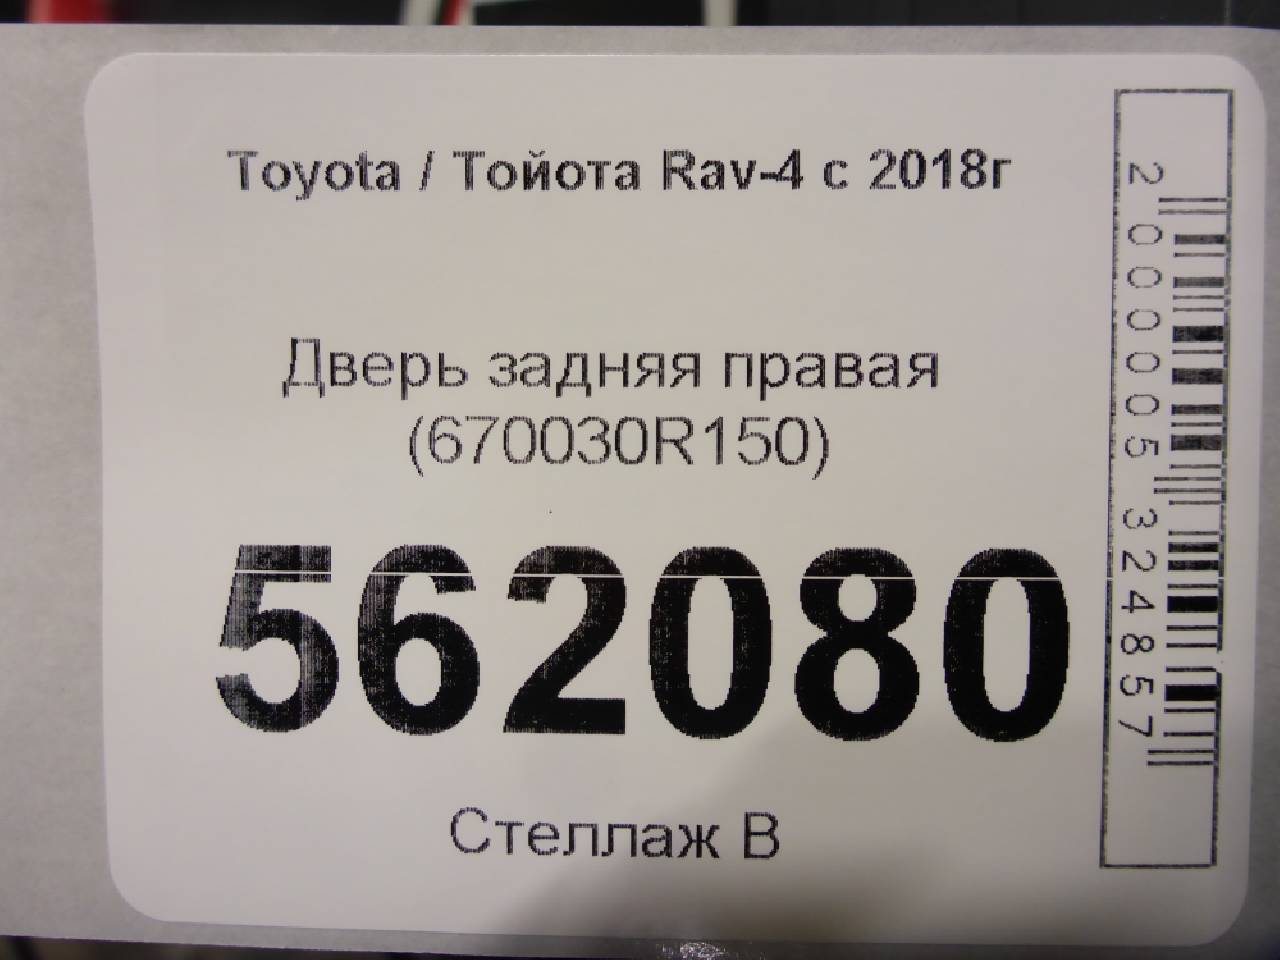 Toyota / Тойота Rav-4 с 2018г
Дверь задняя правая
(670030R150)
562080
Стеллаж В
2000005324857